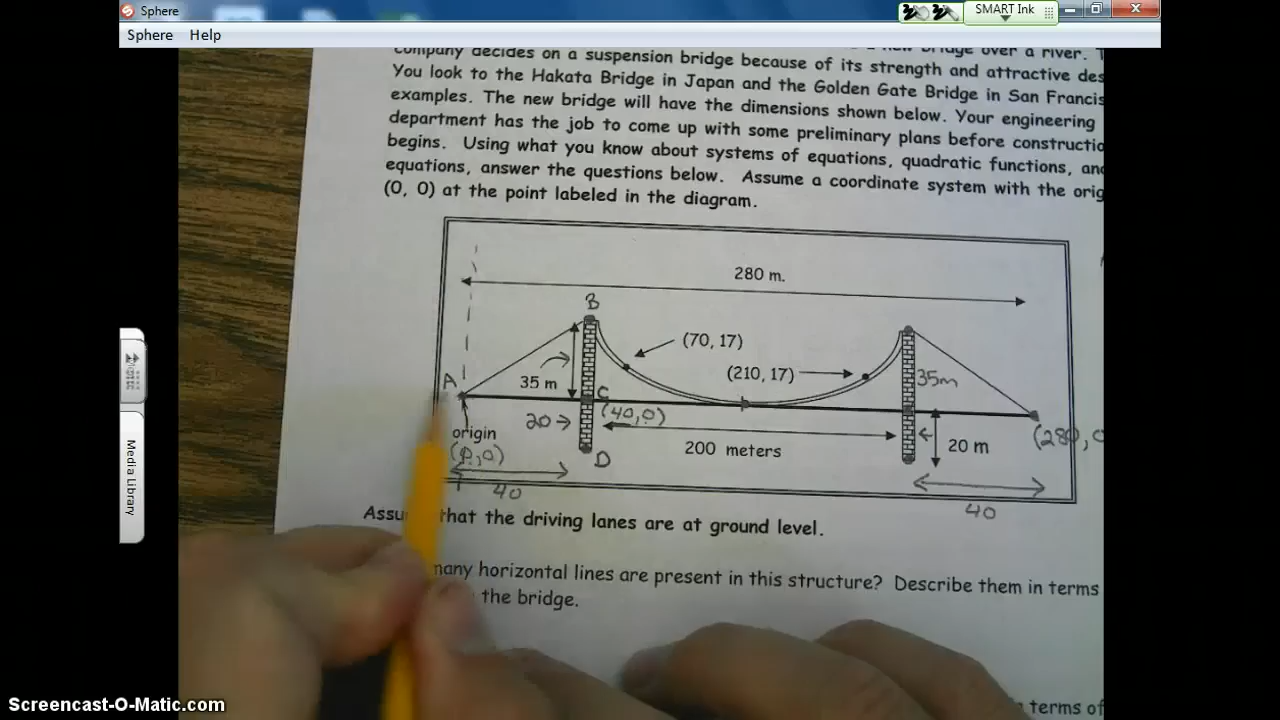 Sphere
SMART Ink
Sphere Help
bridge over a river.
company decides on a suspension bridge because of its strength and attractive des
You look to the Hakata Bridge in Japan and the Golden Gate Bridge in San Francis
examples. The new bridge will have the dimensions shown below. Your engineering
department has the job to come up with some preliminary plans before constructio
begins. Using what you know about systems of equations, quadratic functions, and
equations, answer the questions below. Assume a coordinate system with the orig
(0, 0) at the point labeled in the diagram.
280 m.
B
(70, 17)
(210, 17)
A
35 m
35m
C
(40,0)
20
origin
(0,0)
200 meters
20 m
(280, 0
D
40
40
Assu that the driving lanes are at ground level.
many horizontal lines are present in this structure? Describe them in terms
the bridge.
terms of
Media Library
Screencast-O-Matic.com